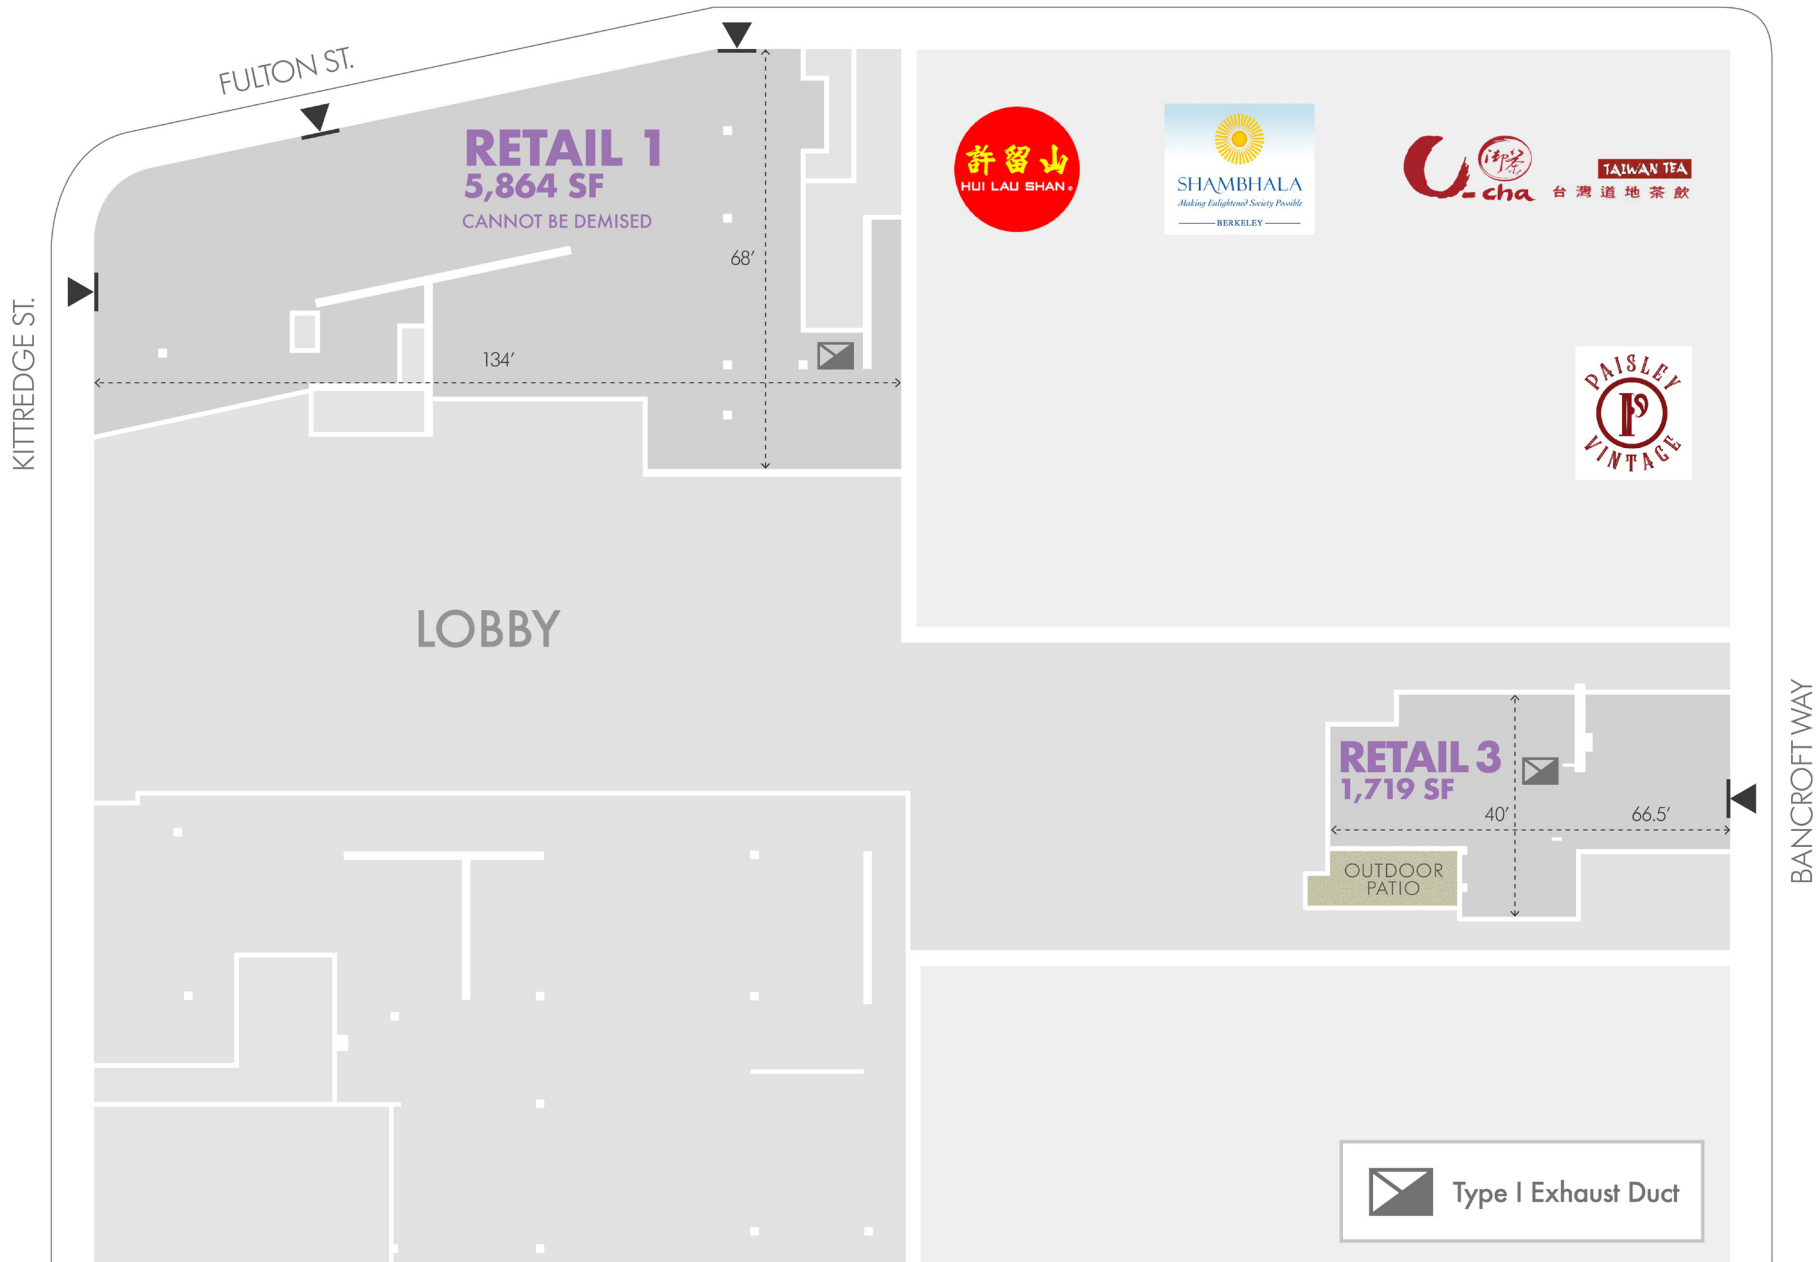 FULTON ST.
RETAIL 1
5,864 SF
CANNOT BE DEMISED
68’
134’
KITTREDGE ST.
許留山
HUI LAU SHAN®
SHAMBHALA
Making Enlightened Society Possible
BERKELEY
U-cha
御茶
TAIWAN TEA
台灣道地茶飲
PAISLEY
P
VINTAGE
LOBBY
RETAIL 3
1,719 SF
40’
66.5’
OUTDOOR
PATIO
BANCROFT WAY
Type I Exhaust Duct